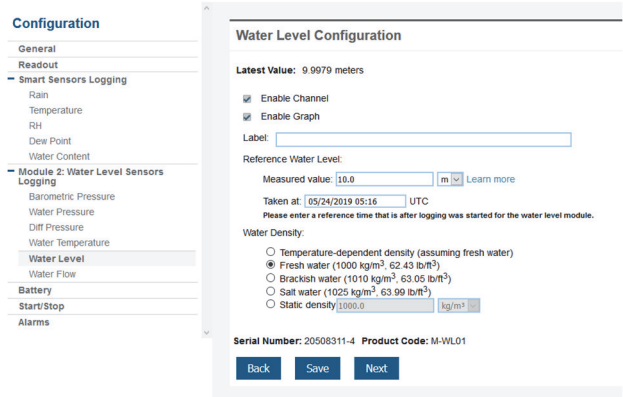 Configuration
General
Readout
Smart Sensors Logging
Rain
Temperature
RH
Dew Point
Water Content
Module 2: Water Level Sensors
Logging
Barometric Pressure
Water Pressure
Diff Pressure
Water Temperature
Water Level
Water Flow
Battery
Start/Stop
Alarms
Water Level Configuration
Latest Value: 9.9979 meters
Enable Channel
Enable Graph
Label:
Reference Water Level:
Measured value: 10.0 m Learn more
Taken at: 05/24/2019 05:16 UTC
Please enter a reference time that is after logging was started for the water level module.
Water Density:
Temperature-dependent density (assuming fresh water)
Fresh water (1000 kg/m³, 62.43 lb/ft³)
Brackish water (1010 kg/m³, 63.05 lb/ft³)
Salt water (1025 kg/m³, 63.99 lb/ft³)
Static density 1000.0 kg/m³
Serial Number: 20508311-4 Product Code: M-WL01
Back Save Next